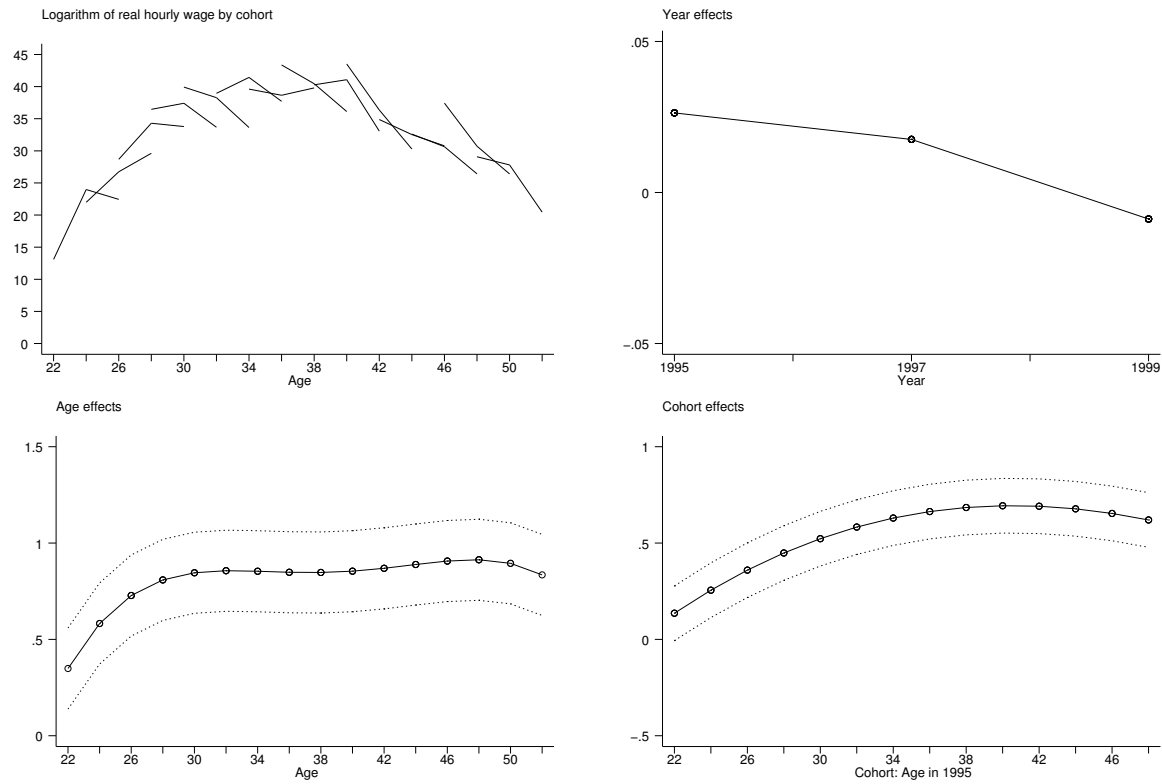 Logarithm of real hourly wage by cohort
45
40
35
30
25
20
15
10
5
0
22 26 30 34 38 42 46 50
Age
Year effects
.05
0
−.05
1995 1997 1999
Year
Age effects
1.5
1
.5
0
22 26 30 34 38 42 46 50
Age
Cohort effects
1
.5
0
−.5
22 26 30 34 38 42 46
Cohort: Age in 1995